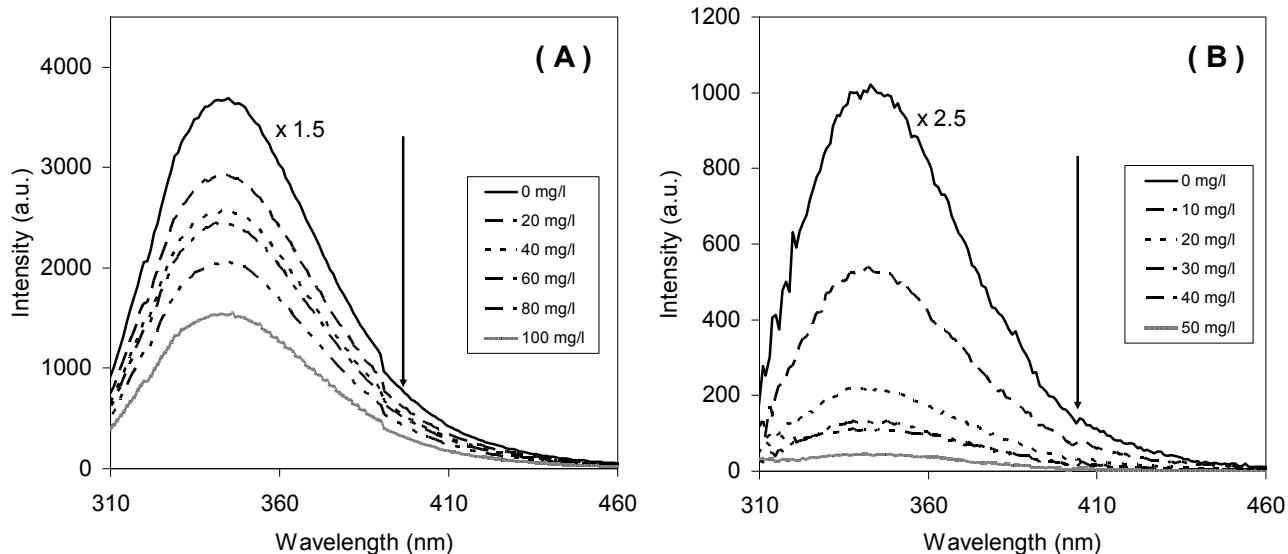 ( A )
4000
3000
2000
1000
0
310
360
410
460
Intensity (a.u.)
Wavelength (nm)
x 1.5
0 mg/l
20 mg/l
40 mg/l
60 mg/l
80 mg/l
100 mg/l
( B )
1200
1000
800
600
400
200
0
310
360
410
460
Intensity (a.u.)
Wavelength (nm)
x 2.5
0 mg/l
10 mg/l
20 mg/l
30 mg/l
40 mg/l
50 mg/l